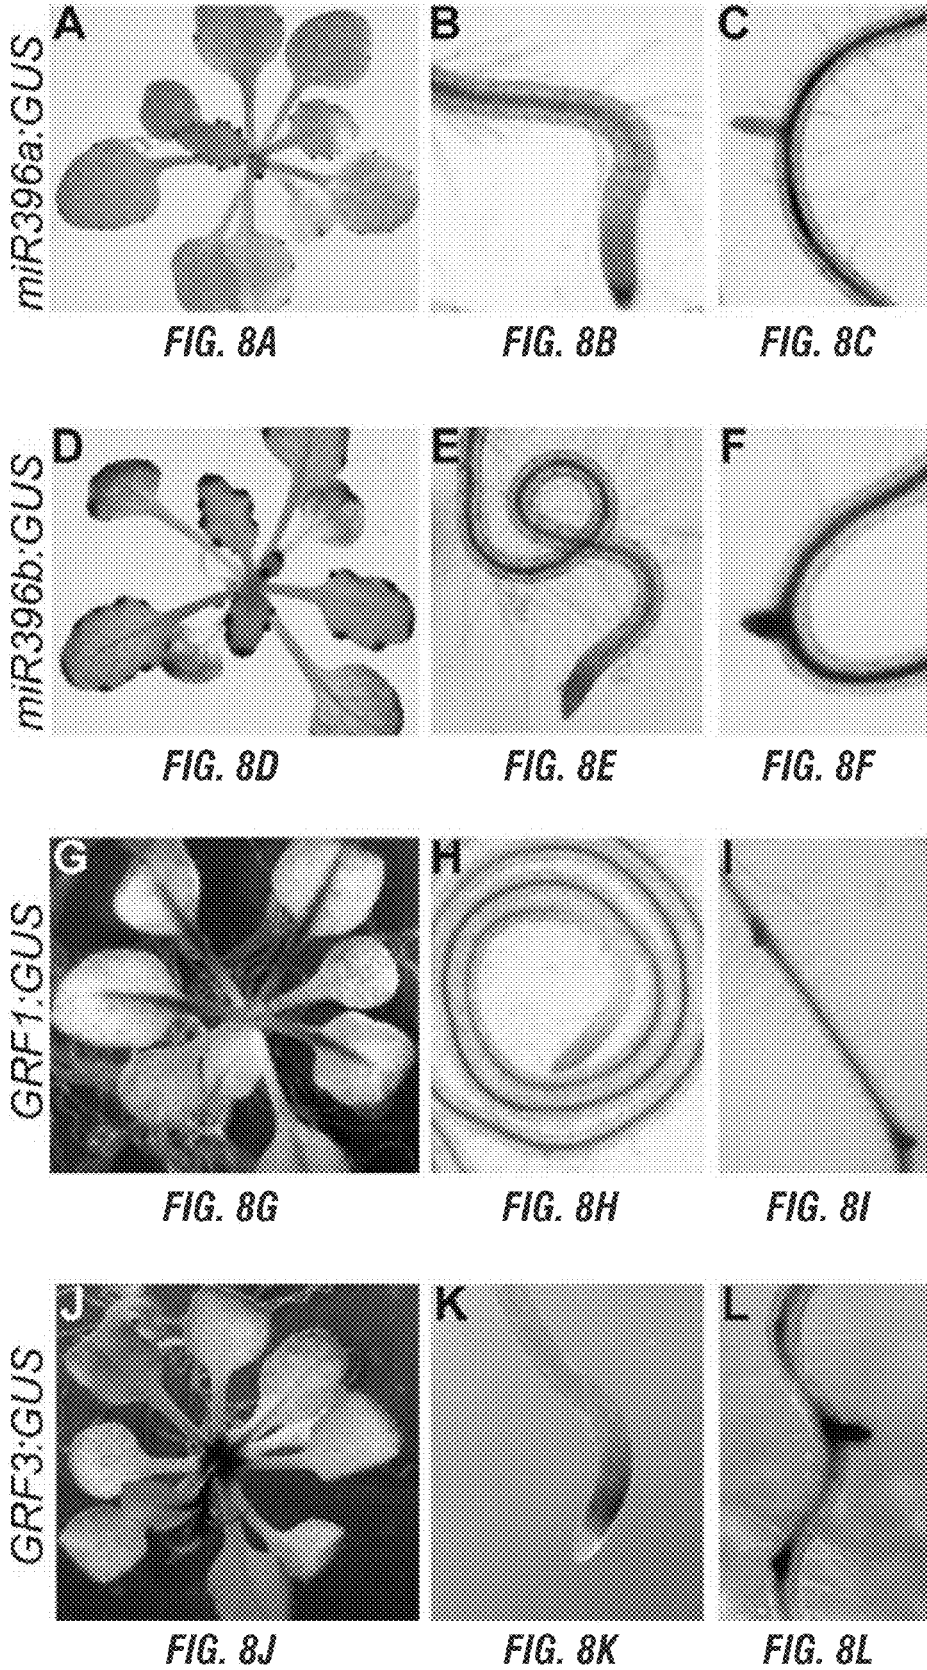 miR396a:GUS
A
B
C
FIG. 8A
FIG. 8B
FIG. 8C
miR396b:GUS
D
E
F
FIG. 8D
FIG. 8E
FIG. 8F
GRF1:GUS
G
H
I
FIG. 8G
FIG. 8H
FIG. 8I
GRF3:GUS
J
K
L
FIG. 8J
FIG. 8K
FIG. 8L